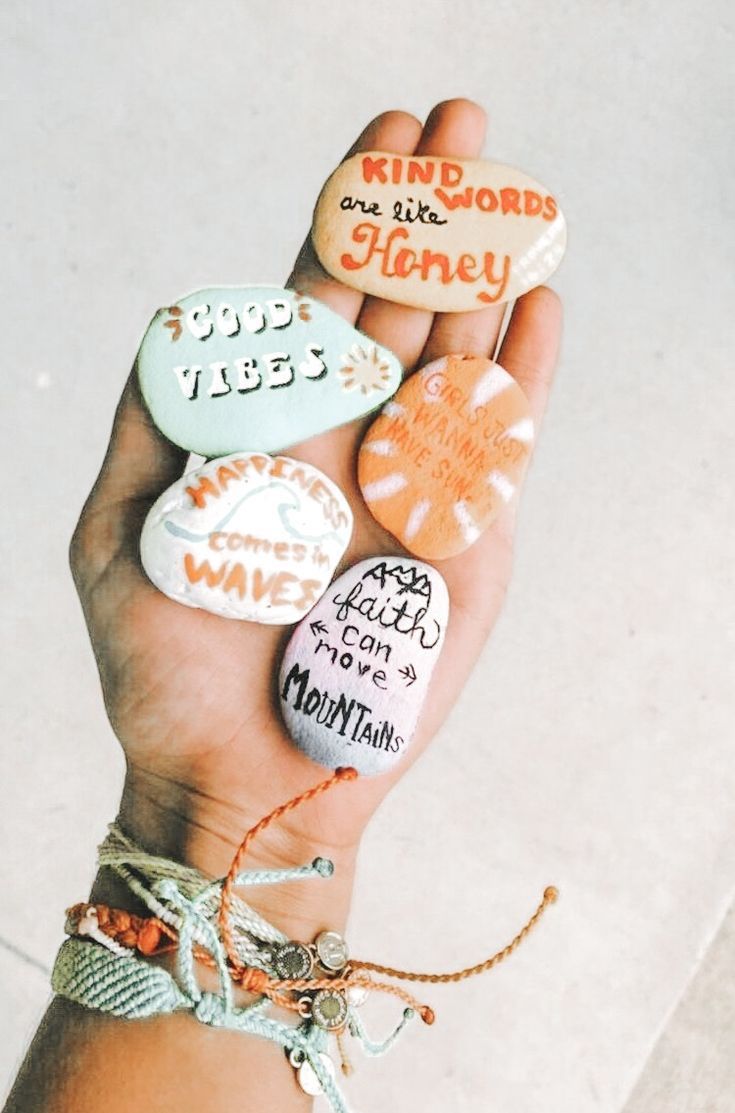 KIND
WORDS
are like
Honey
GOOD
VIBES
GIRLS JUST
WANNA
HAVE SUN
HAPPINESS
comes in
WAVES
faith
can
move
MOUNTAINS